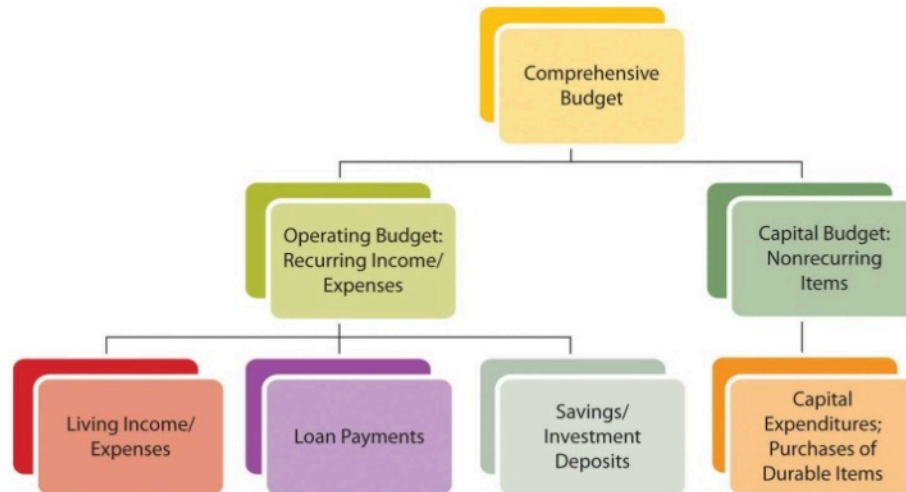 Comprehensive
Budget
Operating Budget:
Recurring Income/
Expenses
Capital Budget:
Nonrecurring
Items
Living Income/
Expenses
Loan Payments
Savings/
Investment
Deposits
Capital
Expenditures;
Purchases of
Durable Items